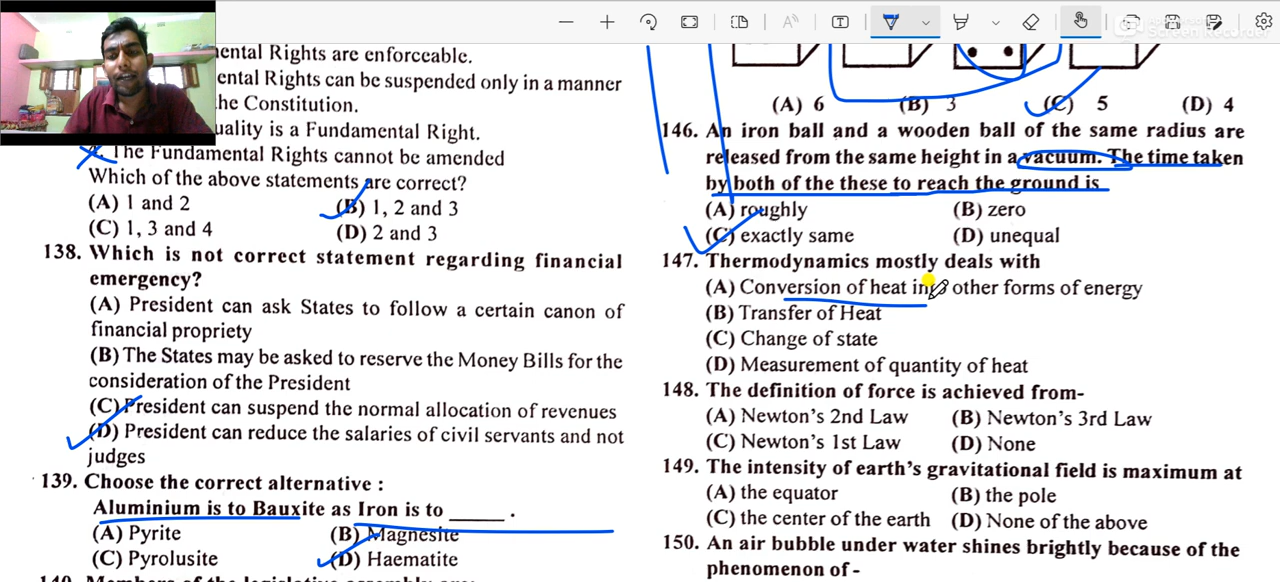 mental Rights are enforceable.
ental Rights can be suspended only in a manner
he Constitution.
uality is a Fundamental Right.
The Fundamental Rights cannot be amended
Which of the above statements are correct?
(A) 1 and 2 (B) 1, 2 and 3
(C) 1, 3 and 4 (D) 2 and 3
138. Which is not correct statement regarding financial
emergency?
(A) President can ask States to follow a certain canon of
financial propriety
(B) The States may be asked to reserve the Money Bills for the
consideration of the President
(C) President can suspend the normal allocation of revenues
(D) President can reduce the salaries of civil servants and not
judges
139. Choose the correct alternative :
Aluminium is to Bauxite as Iron is to _____ .
(A) Pyrite (B) Magnesite
(C) Pyrolusite (D) Haematite
140. Members of the legislative assembly are
(A) 6 (B) 3 (C) 5 (D) 4
146. An iron ball and a wooden ball of the same radius are
released from the same height in a vacuum. The time taken
by both of the these to reach the ground is
(A) roughly (B) zero
(C) exactly same (D) unequal
147. Thermodynamics mostly deals with
(A) Conversion of heat in other forms of energy
(B) Transfer of Heat
(C) Change of state
(D) Measurement of quantity of heat
148. The definition of force is achieved from-
(A) Newton's 2nd Law (B) Newton's 3rd Law
(C) Newton's 1st Law (D) None
149. The intensity of earth's gravitational field is maximum at
(A) the equator (B) the pole
(C) the center of the earth (D) None of the above
150. An air bubble under water shines brightly because of the
phenomenon of -